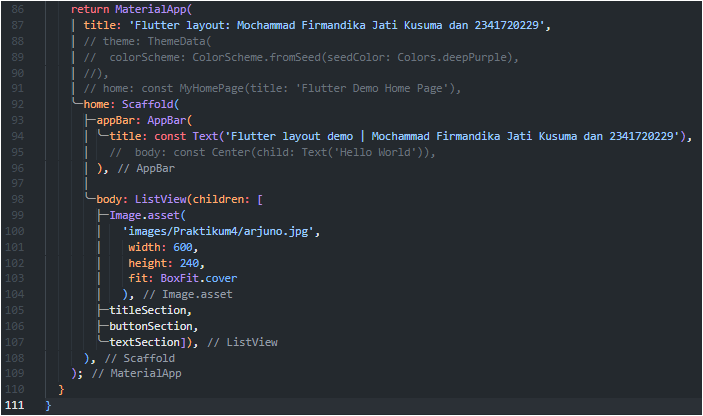 86 return MaterialApp(
87 title: 'Flutter layout: Mochammad Firmandika Jati Kusuma dan 2341720229',
88 // theme: ThemeData(
89 //  colorScheme: ColorScheme.fromSeed(seedColor: Colors.deepPurple),
90 //),
91 // home: const MyHomePage(title: 'Flutter Demo Home Page'),
92 home: Scaffold(
93 appBar: AppBar(
94 title: const Text('Flutter layout demo | Mochammad Firmandika Jati Kusuma dan 2341720229'),
95 //  body: const Center(child: Text('Hello World')),
96 ), // AppBar
97
98 body: ListView(children: [
99 Image.asset(
100 'images/Praktikum4/arjuno.jpg',
101 width: 600,
102 height: 240,
103 fit: BoxFit.cover
104 ), // Image.asset
105 titleSection,
106 buttonSection,
107 textSection]), // ListView
108 ), // Scaffold
109 ); // MaterialApp
110 }
111 }